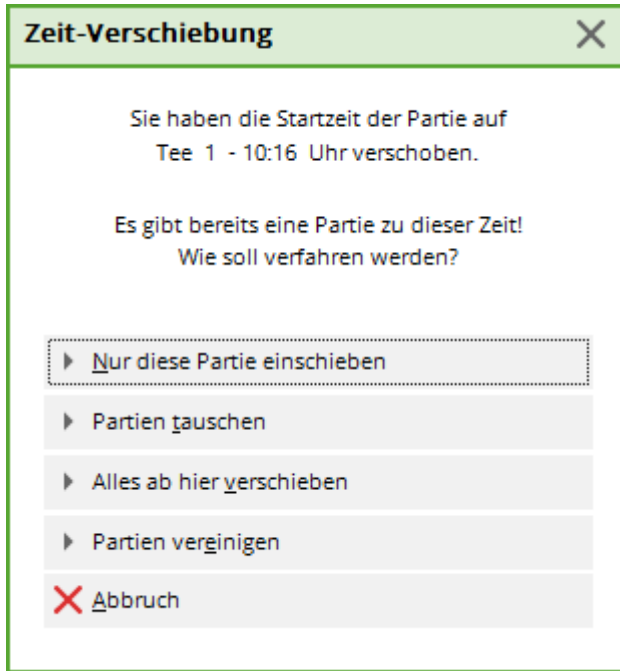 Zeit-Verschiebung
Sie haben die Startzeit der Partie auf
Tee 1 - 10:16 Uhr verschoben.
Es gibt bereits eine Partie zu dieser Zeit!
Wie soll verfahren werden?
Nur diese Partie einschieben
Partien tauschen
Alles ab hier verschieben
Partien vereinigen
Abbruch